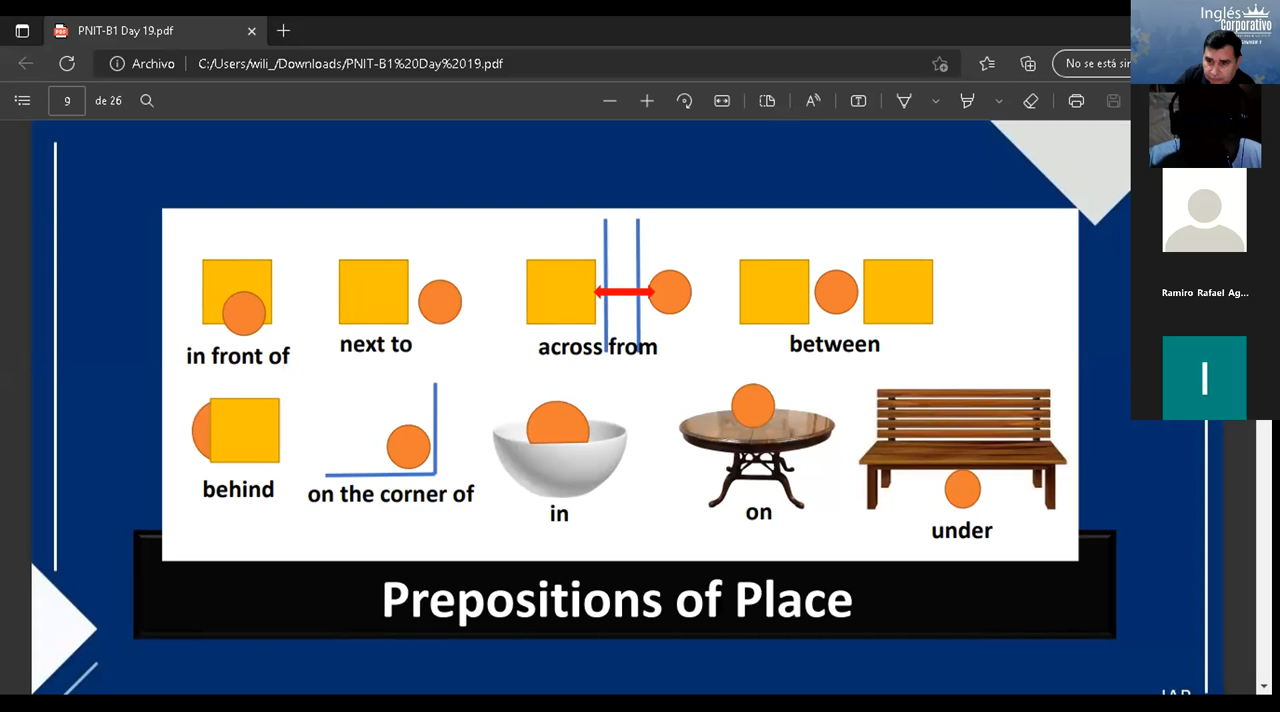 PNIT-B1 Day 19.pdf
Archivo
C:/Users/wili_/Downloads/PNIT-B1%20Day%2019.pdf
No se está sin
9
de 26
Inglés
Corporativo
Ramiro Rafael Ag...
I
in front of
next to
across from
between
behind
on the corner of
in
on
under
Prepositions of Place